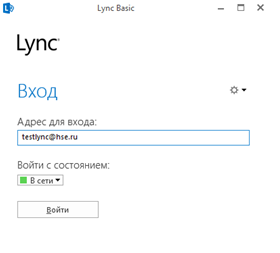 Lync Basic
Lync
Вход
Адрес для входа:
testlync@hse.ru
Войти с состоянием:
В сети
Войти